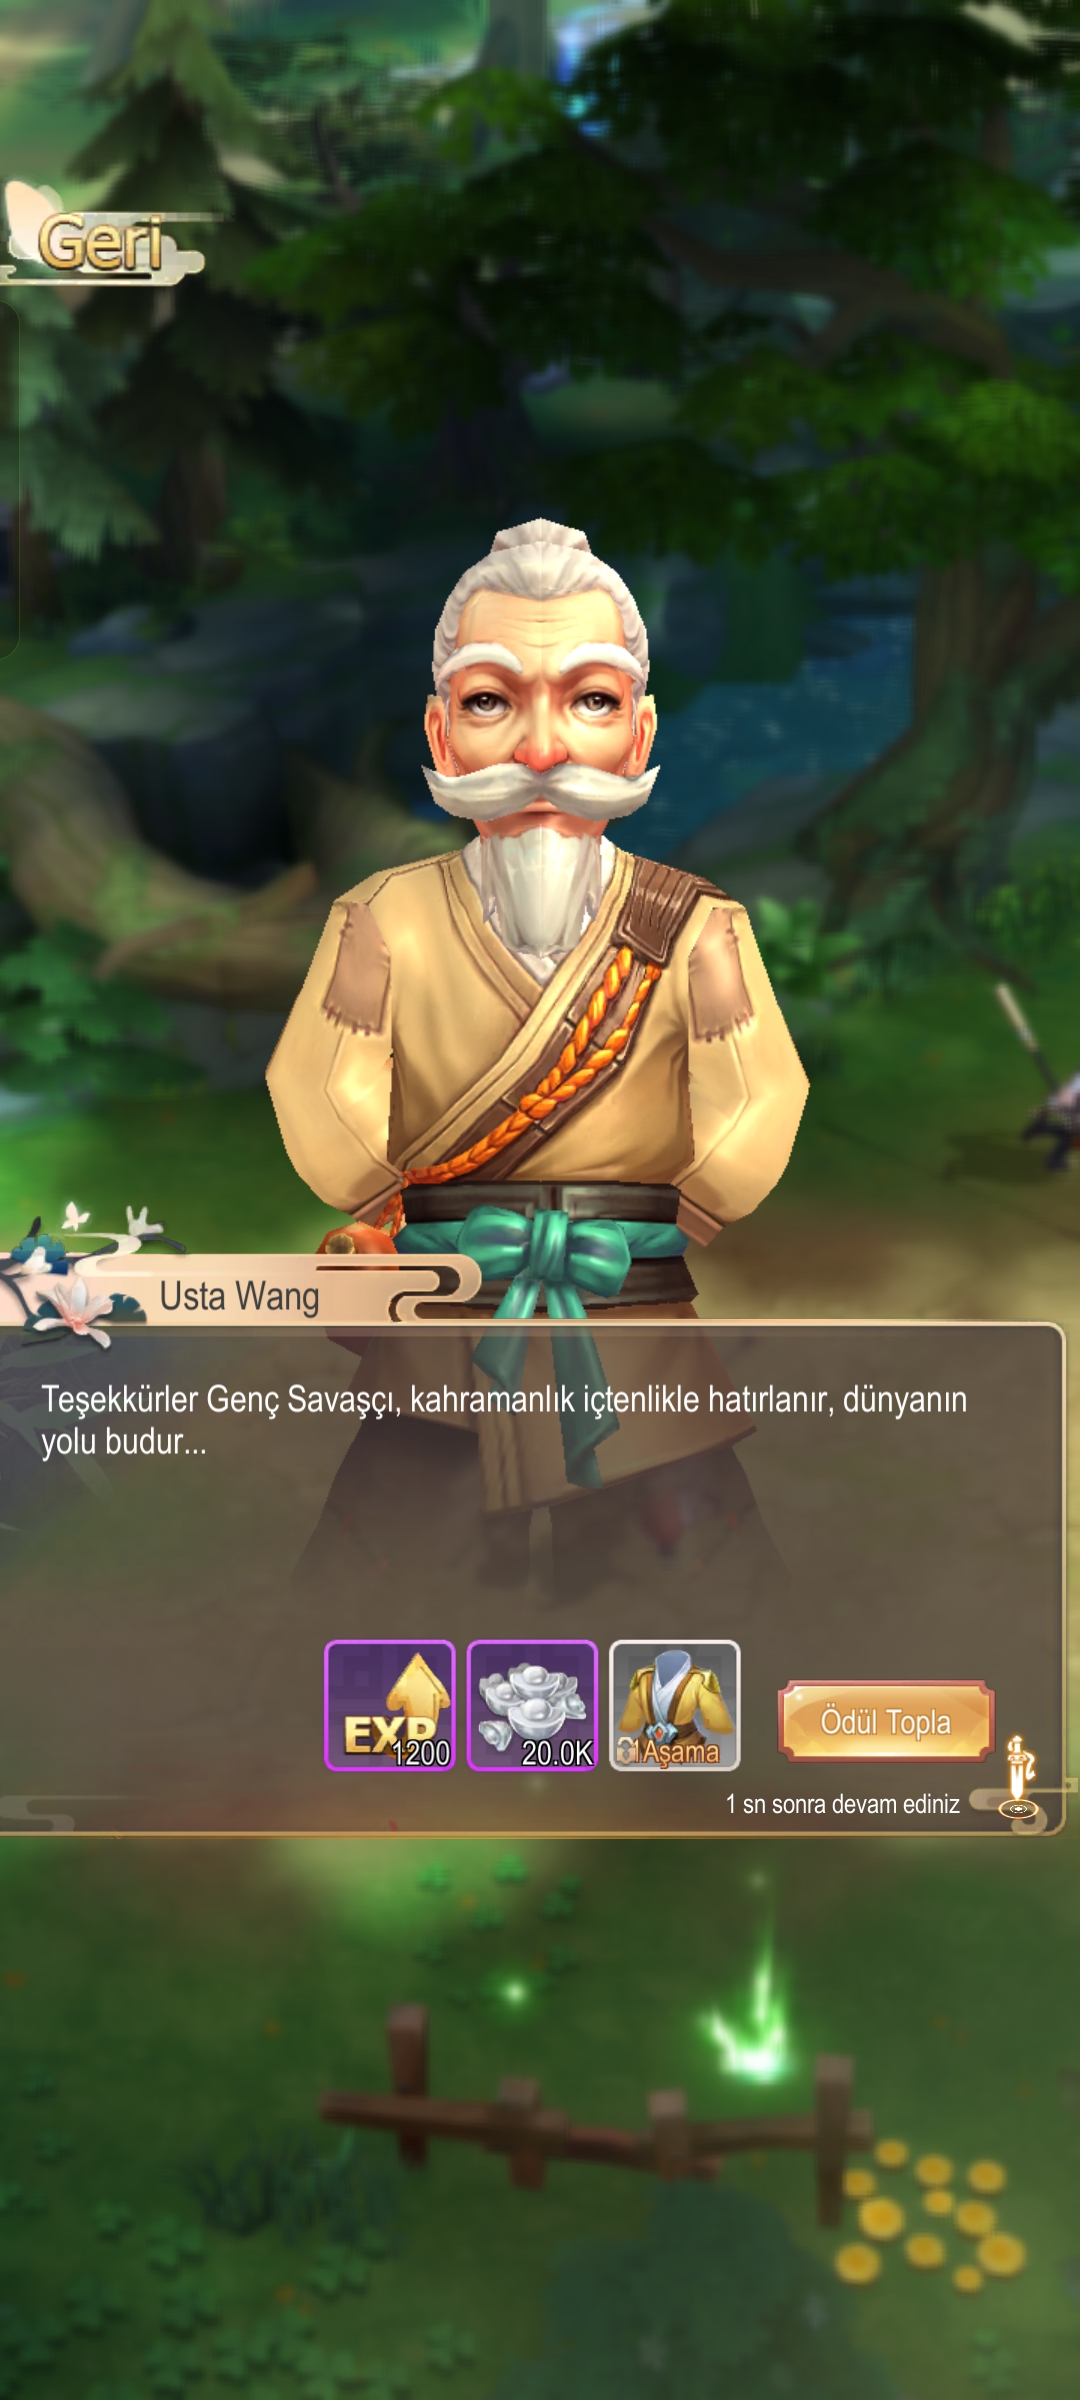 Geri
Usta Wang
Teşekkürler Genç Savaşçı, kahramanlık içtenlikle hatırlanır, dünyanın
yolu budur...
EXP
1200
20.0K
1Aşama
Ödül Topla
1 sn sonra devam ediniz